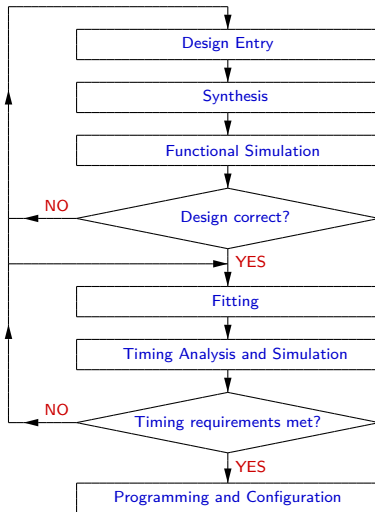 Design Entry
Synthesis
Functional Simulation
NO
Design correct?
YES
Fitting
Timing Analysis and Simulation
NO
Timing requirements met?
YES
Programming and Configuration